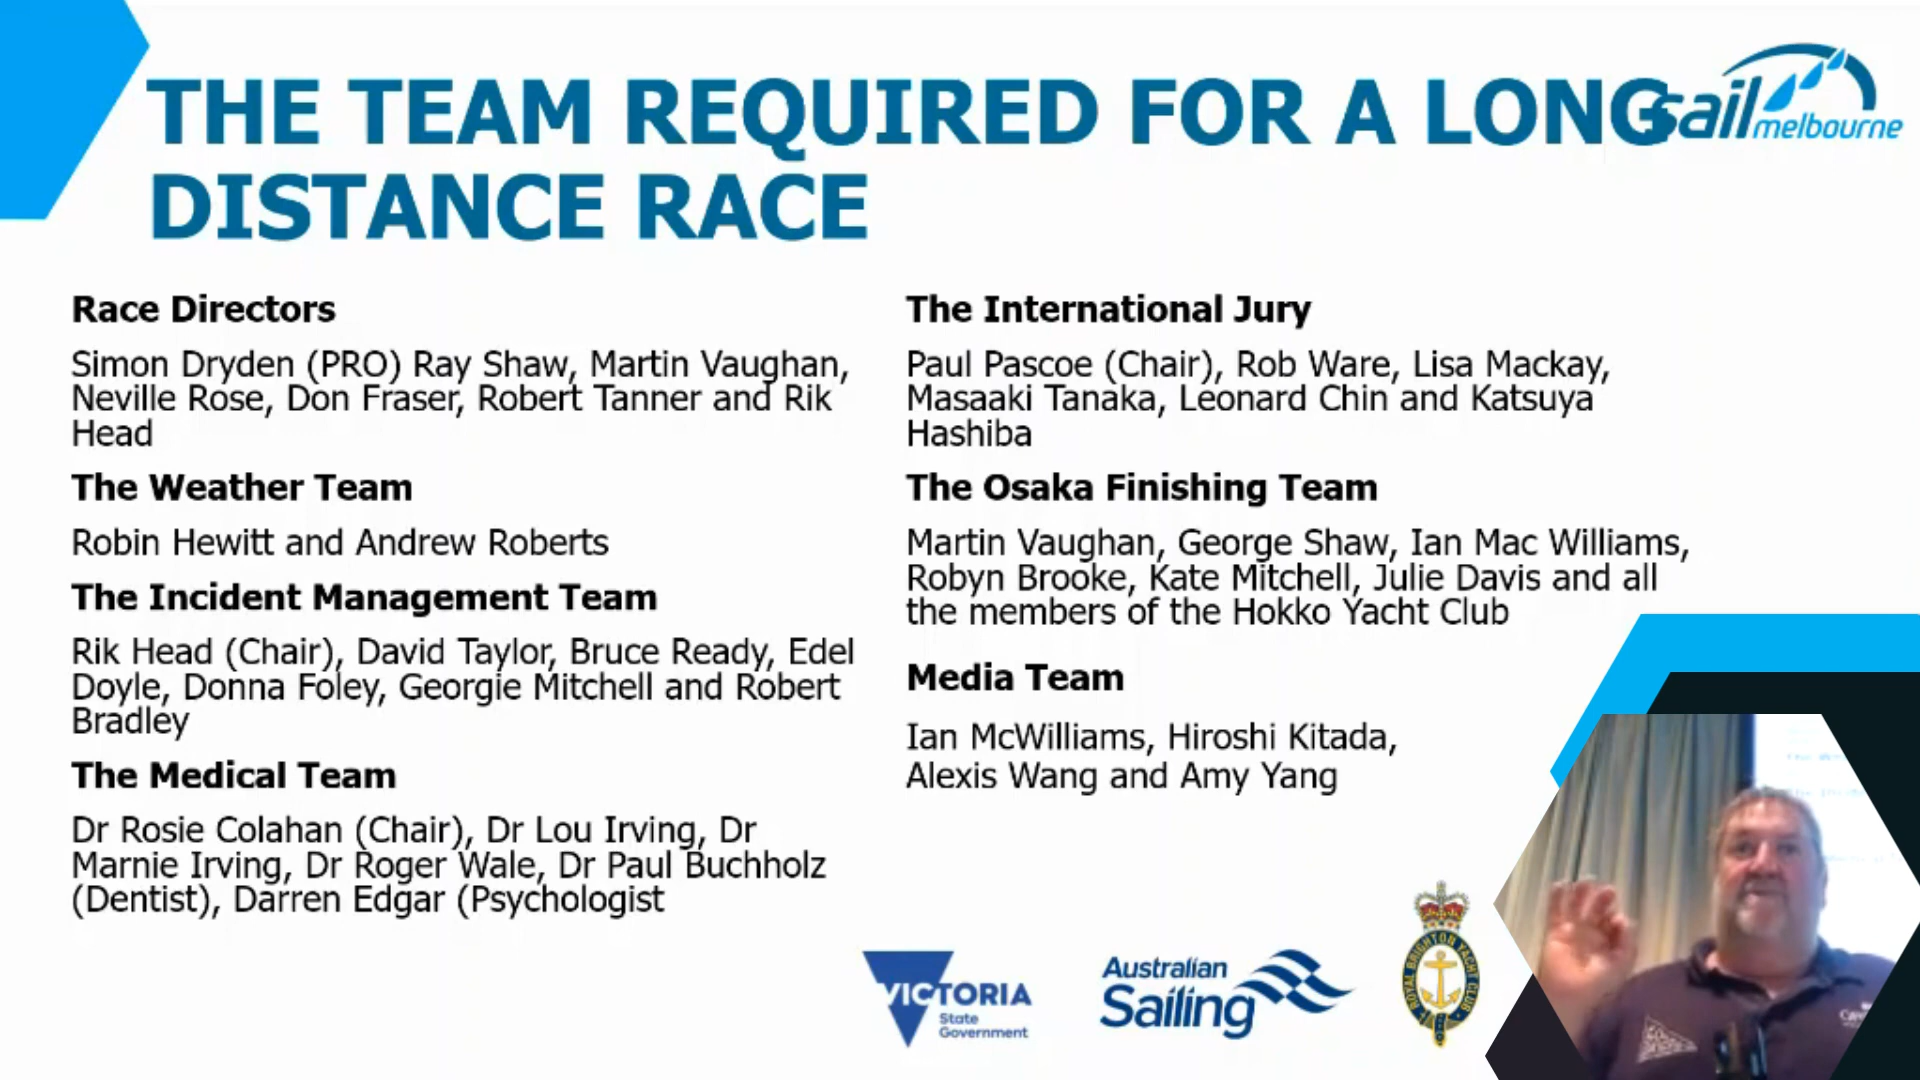 THE TEAM REQUIRED FOR A LONG
DISTANCE RACE
sail
melbourne
Race Directors
Simon Dryden (PRO) Ray Shaw, Martin Vaughan,
Neville Rose, Don Fraser, Robert Tanner and Rik
Head
The Weather Team
Robin Hewitt and Andrew Roberts
The Incident Management Team
Rik Head (Chair), David Taylor, Bruce Ready, Edel
Doyle, Donna Foley, Georgie Mitchell and Robert
Bradley
The Medical Team
Dr Rosie Colahan (Chair), Dr Lou Irving, Dr
Marnie Irving, Dr Roger Wale, Dr Paul Buchholz
(Dentist), Darren Edgar (Psychologist
The International Jury
Paul Pascoe (Chair), Rob Ware, Lisa Mackay,
Masaaki Tanaka, Leonard Chin and Katsuya
Hashiba
The Osaka Finishing Team
Martin Vaughan, George Shaw, Ian Mac Williams,
Robyn Brooke, Kate Mitchell, Julie Davis and all
the members of the Hokko Yacht Club
Media Team
Ian McWilliams, Hiroshi Kitada,
Alexis Wang and Amy Yang
VICTORIA
State
Government
Australian
Sailing
ROYAL BRIGHTON YACHT CLUB